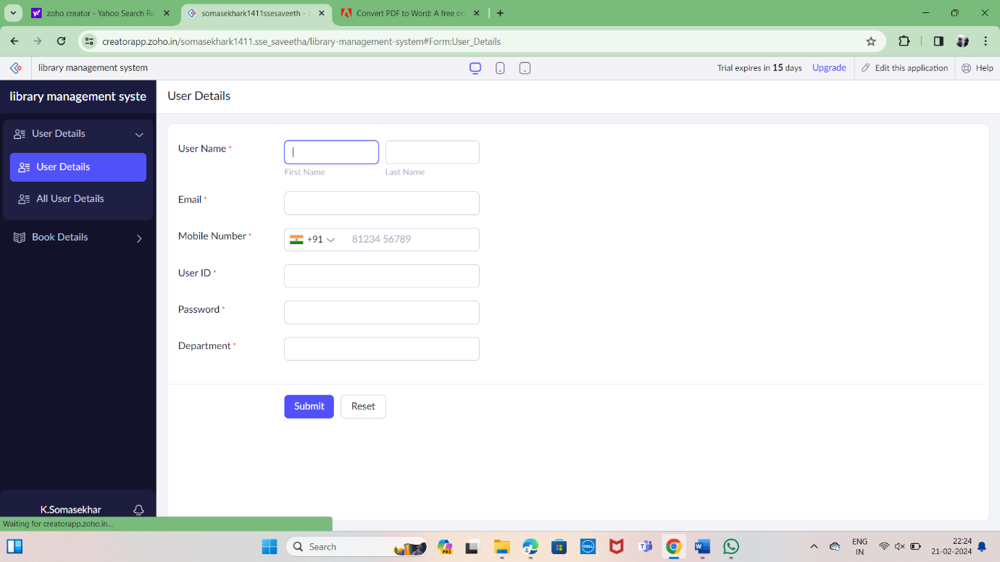 zoho creator - Yahoo Search Re
somasekhark1411ssesaveeth -
Convert PDF to Word: A free on
creatorapp.zoho.in/somasekhark1411.sse_saveetha/library-management-system#Form:User_Details
library management system
Trial expires in 15 days Upgrade Edit this application Help
library management syste
User Details
User Details
User Details
All User Details
Book Details
User Name *
First Name Last Name
Email *
Mobile Number *
+91 81234 56789
User ID *
Password *
Department *
Submit Reset
K.Somasekhar
Waiting for creatorapp.zoho.in...
Search
PRE
DELL
ENG
IN
22:24
21-02-2024